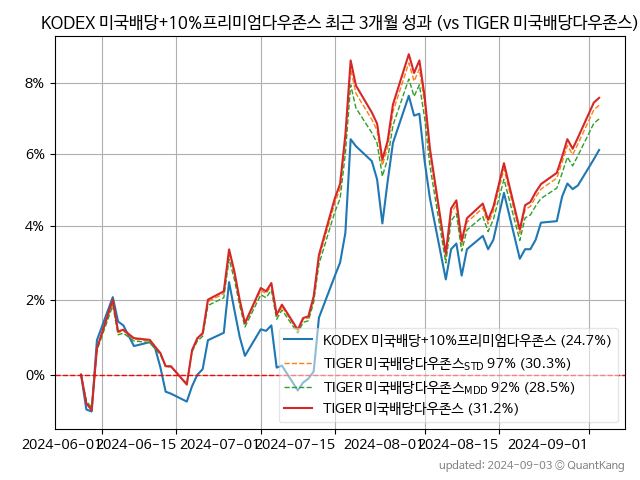 KODEX 미국배당+10%프리미엄다우존스 최근 3개월 성과 (vs TIGER 미국배당다우존스)
8%
6%
4%
2%
0%
KODEX 미국배당+10%프리미엄다우존스 (24.7%)
TIGER 미국배당다우존스STD 97% (30.3%)
TIGER 미국배당다우존스MDD 92% (28.5%)
TIGER 미국배당다우존스 (31.2%)
2024-06-01 2024-06-15 2024-07-01 2024-07-15 2024-08-01 2024-08-15 2024-09-01
updated: 2024-09-03 © QuantKang